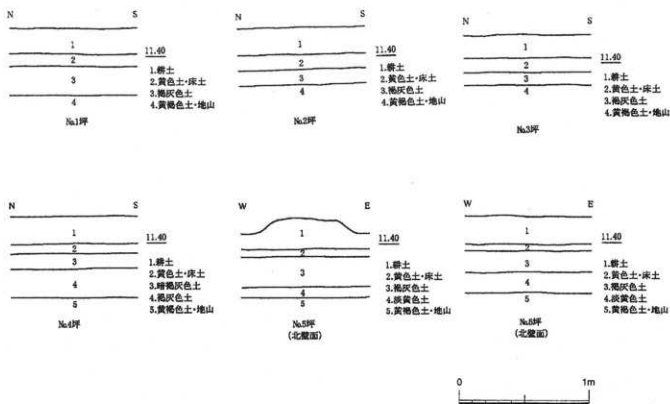 N S
1
2
3
4
11.40
1.耕土
2.黄色土・床土
3.褐灰色土
4.黄褐色土・地山
No.1坪
N S
1
2
3
4
11.40
1.耕土
2.黄色土・床土
3.褐灰色土
4.黄褐色土・地山
No.2坪
N S
1
2
3
4
11.40
1.耕土
2.黄色土・床土
3.褐灰色土
4.黄褐色土・地山
No.3坪
N S
1
2
3
4
5
11.40
1.耕土
2.黄色土・床土
3.暗褐灰色土
4.褐灰色土
5.黄褐色土・地山
No.4坪
W E
1
2
3
4
5
11.40
1.耕土
2.黄色土・床土
3.褐灰色土
4.淡黄色土
5.黄褐色土・地山
No.5坪
(北壁面)
W E
1
2
3
4
5
11.40
1.耕土
2.黄色土・床土
3.褐灰色土
4.淡黄色土
5.黄褐色土・地山
No.6坪
(北壁面)
0 1m